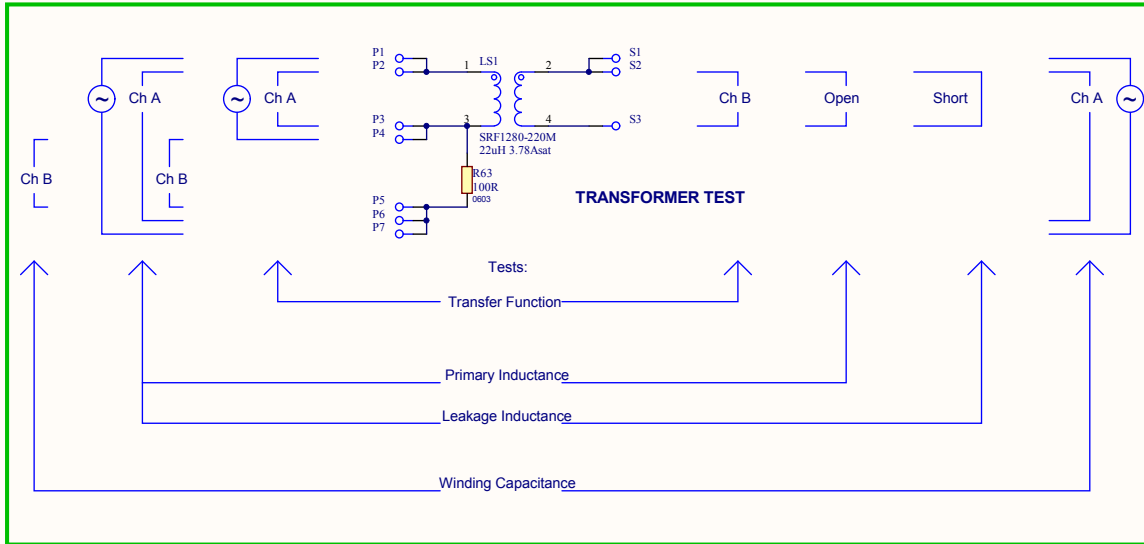 P1
P2
1
LS1
2
S1
S2
~
Ch A
~
Ch A
Ch B
Open
Short
Ch A
~
P3
P4
3
4
S3
SRF1280-220M
22uH 3.78Asat
Ch B
Ch B
R63
100R
0603
TRANSFORMER TEST
P5
P6
P7
Tests:
Transfer Function
Primary Inductance
Leakage Inductance
Winding Capacitance